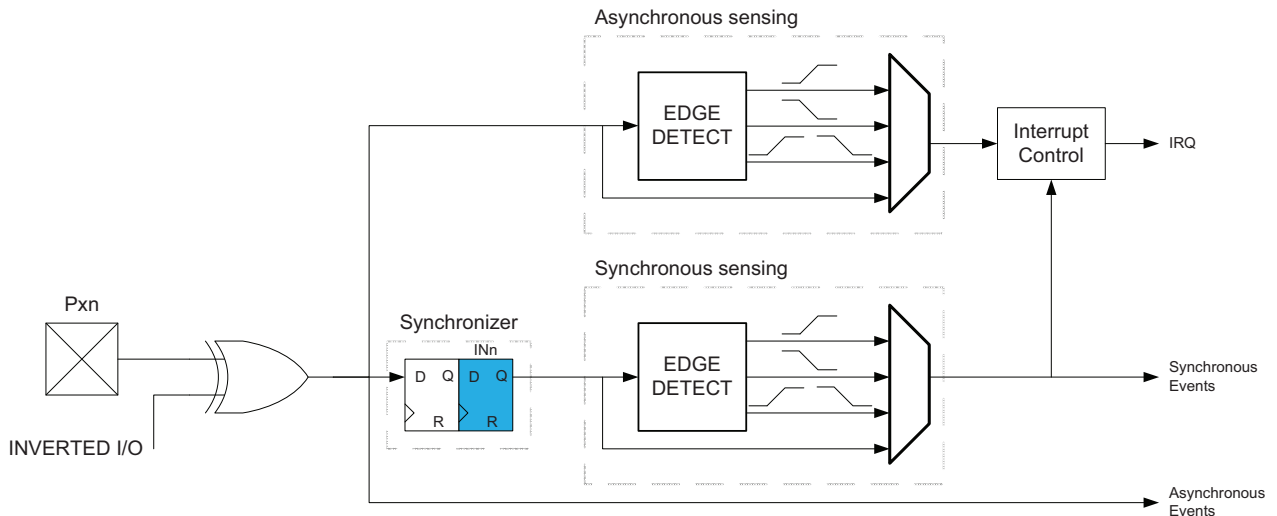 Asynchronous sensing
EDGE
DETECT
Interrupt
Control
IRQ
Synchronous sensing
Pxn
Synchronizer
INn
D Q D Q
R R
EDGE
DETECT
Synchronous
Events
INVERTED I/O
Asynchronous
Events